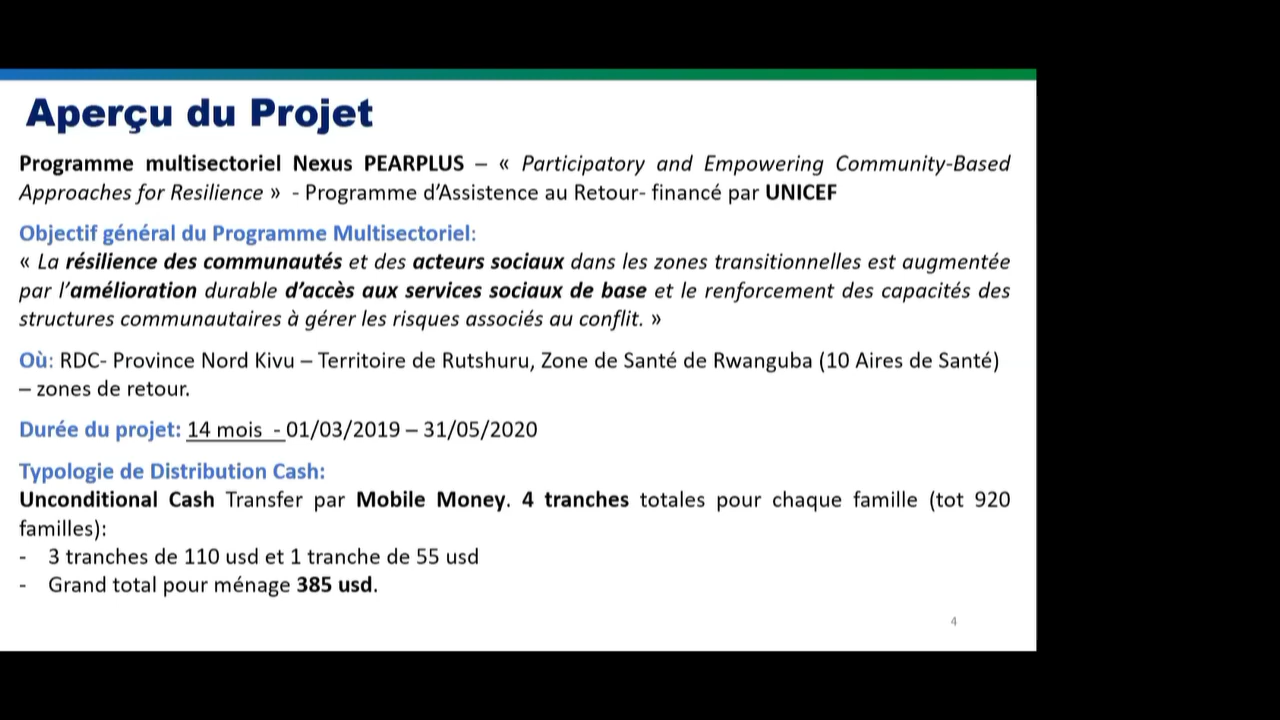 Aperçu du Projet
Programme multisectoriel Nexus PEARPLUS – « Participatory and Empowering Community-Based
Approaches for Resilience » - Programme d’Assistence au Retour- financé par UNICEF
Objectif général du Programme Multisectoriel:
« La résilience des communautés et des acteurs sociaux dans les zones transitionnelles est augmentée
par l’amélioration durable d’accès aux services sociaux de base et le renforcement des capacités des
structures communautaires à gérer les risques associés au conflit. »
Où: RDC- Province Nord Kivu – Territoire de Rutshuru, Zone de Santé de Rwanguba (10 Aires de Santé)
– zones de retour.
Durée du projet: 14 mois - 01/03/2019 – 31/05/2020
Typologie de Distribution Cash:
Unconditional Cash Transfer par Mobile Money. 4 tranches totales pour chaque famille (tot 920
familles):
- 3 tranches de 110 usd et 1 tranche de 55 usd
- Grand total pour ménage 385 usd.
4